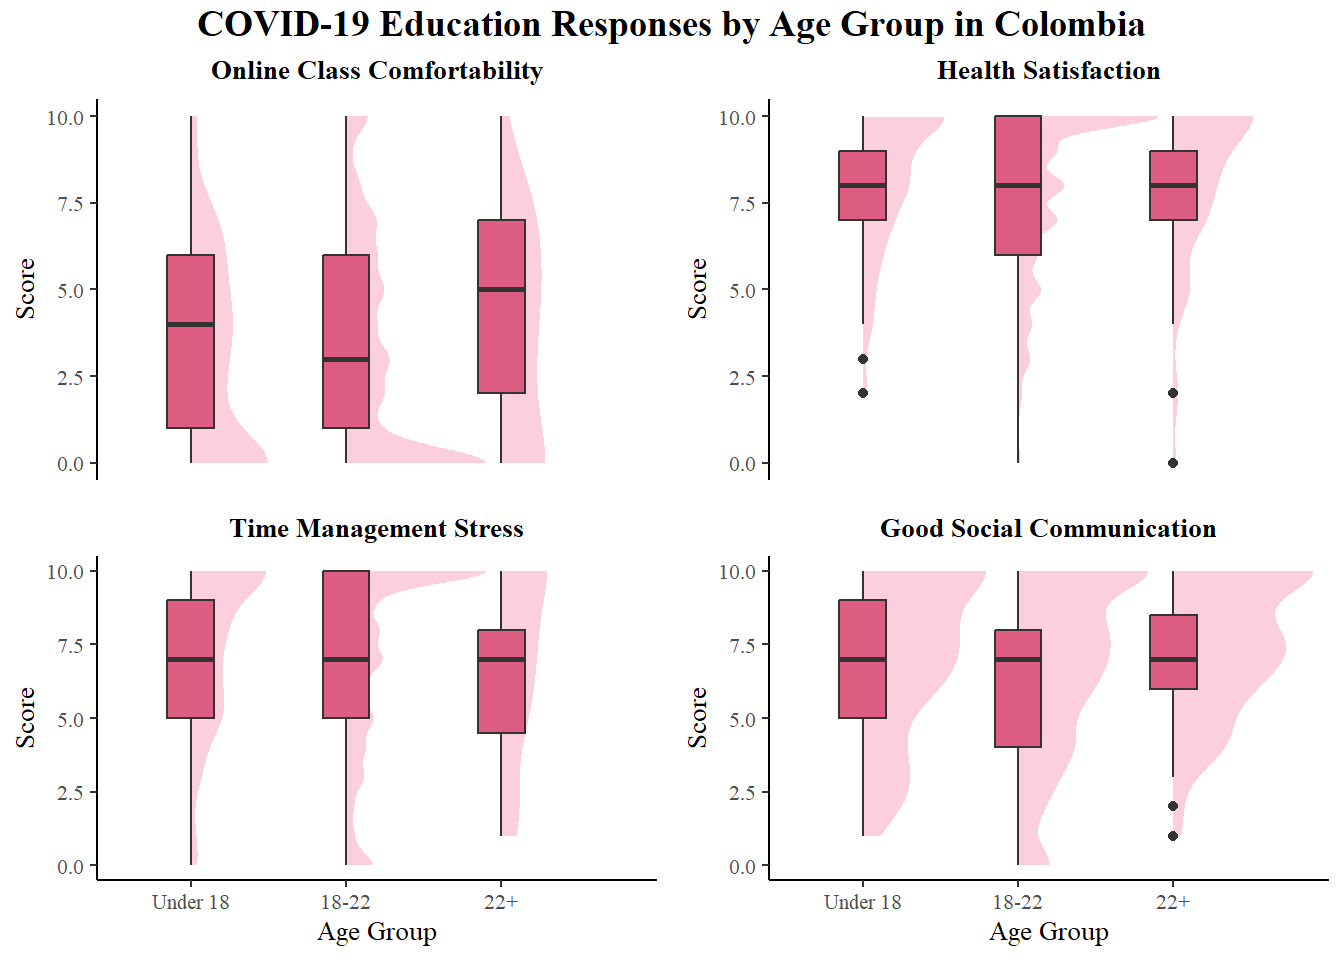 COVID-19 Education Responses by Age Group in Colombia
Online Class Comfortability
Score
10.0
7.5
5.0
2.5
0.0
Health Satisfaction
Score
10.0
7.5
5.0
2.5
0.0
Time Management Stress
Score
10.0
7.5
5.0
2.5
0.0
Under 18
18-22
22+
Age Group
Good Social Communication
Score
10.0
7.5
5.0
2.5
0.0
Under 18
18-22
22+
Age Group